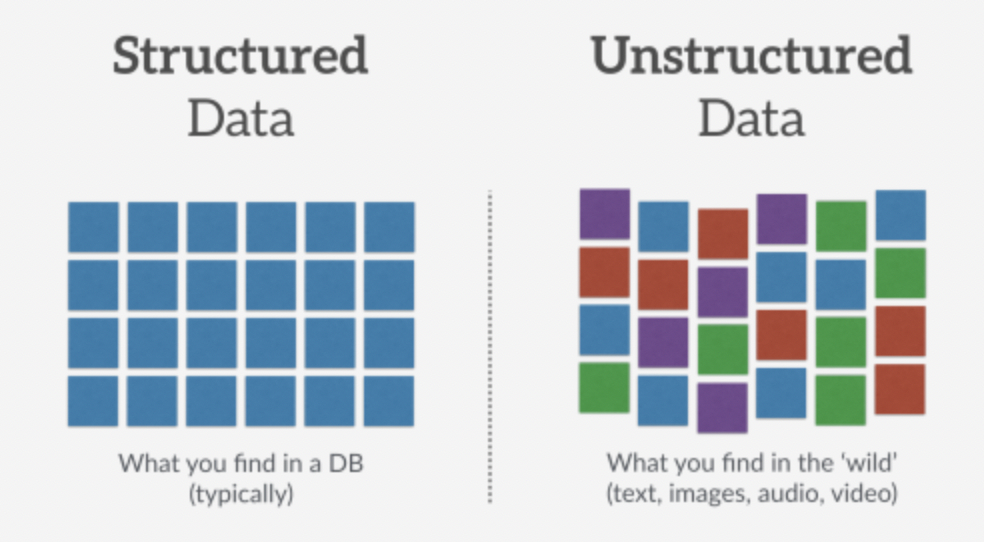 Structured
Data
What you find in a DB
(typically)
Unstructured
Data
What you find in the ‘wild’
(text, images, audio, video)